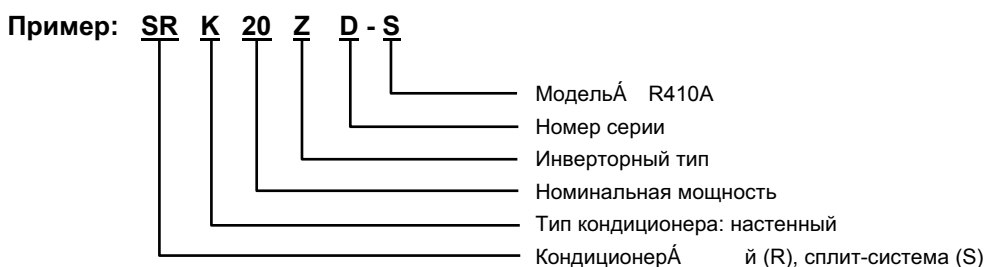 Пример: SR K 20 Z D - S
МодельÁ R410A
Номер серии
Инверторный тип
Номинальная мощность
Тип кондиционера: настенный
КондиционерÁ й (R), сплит-система (S)